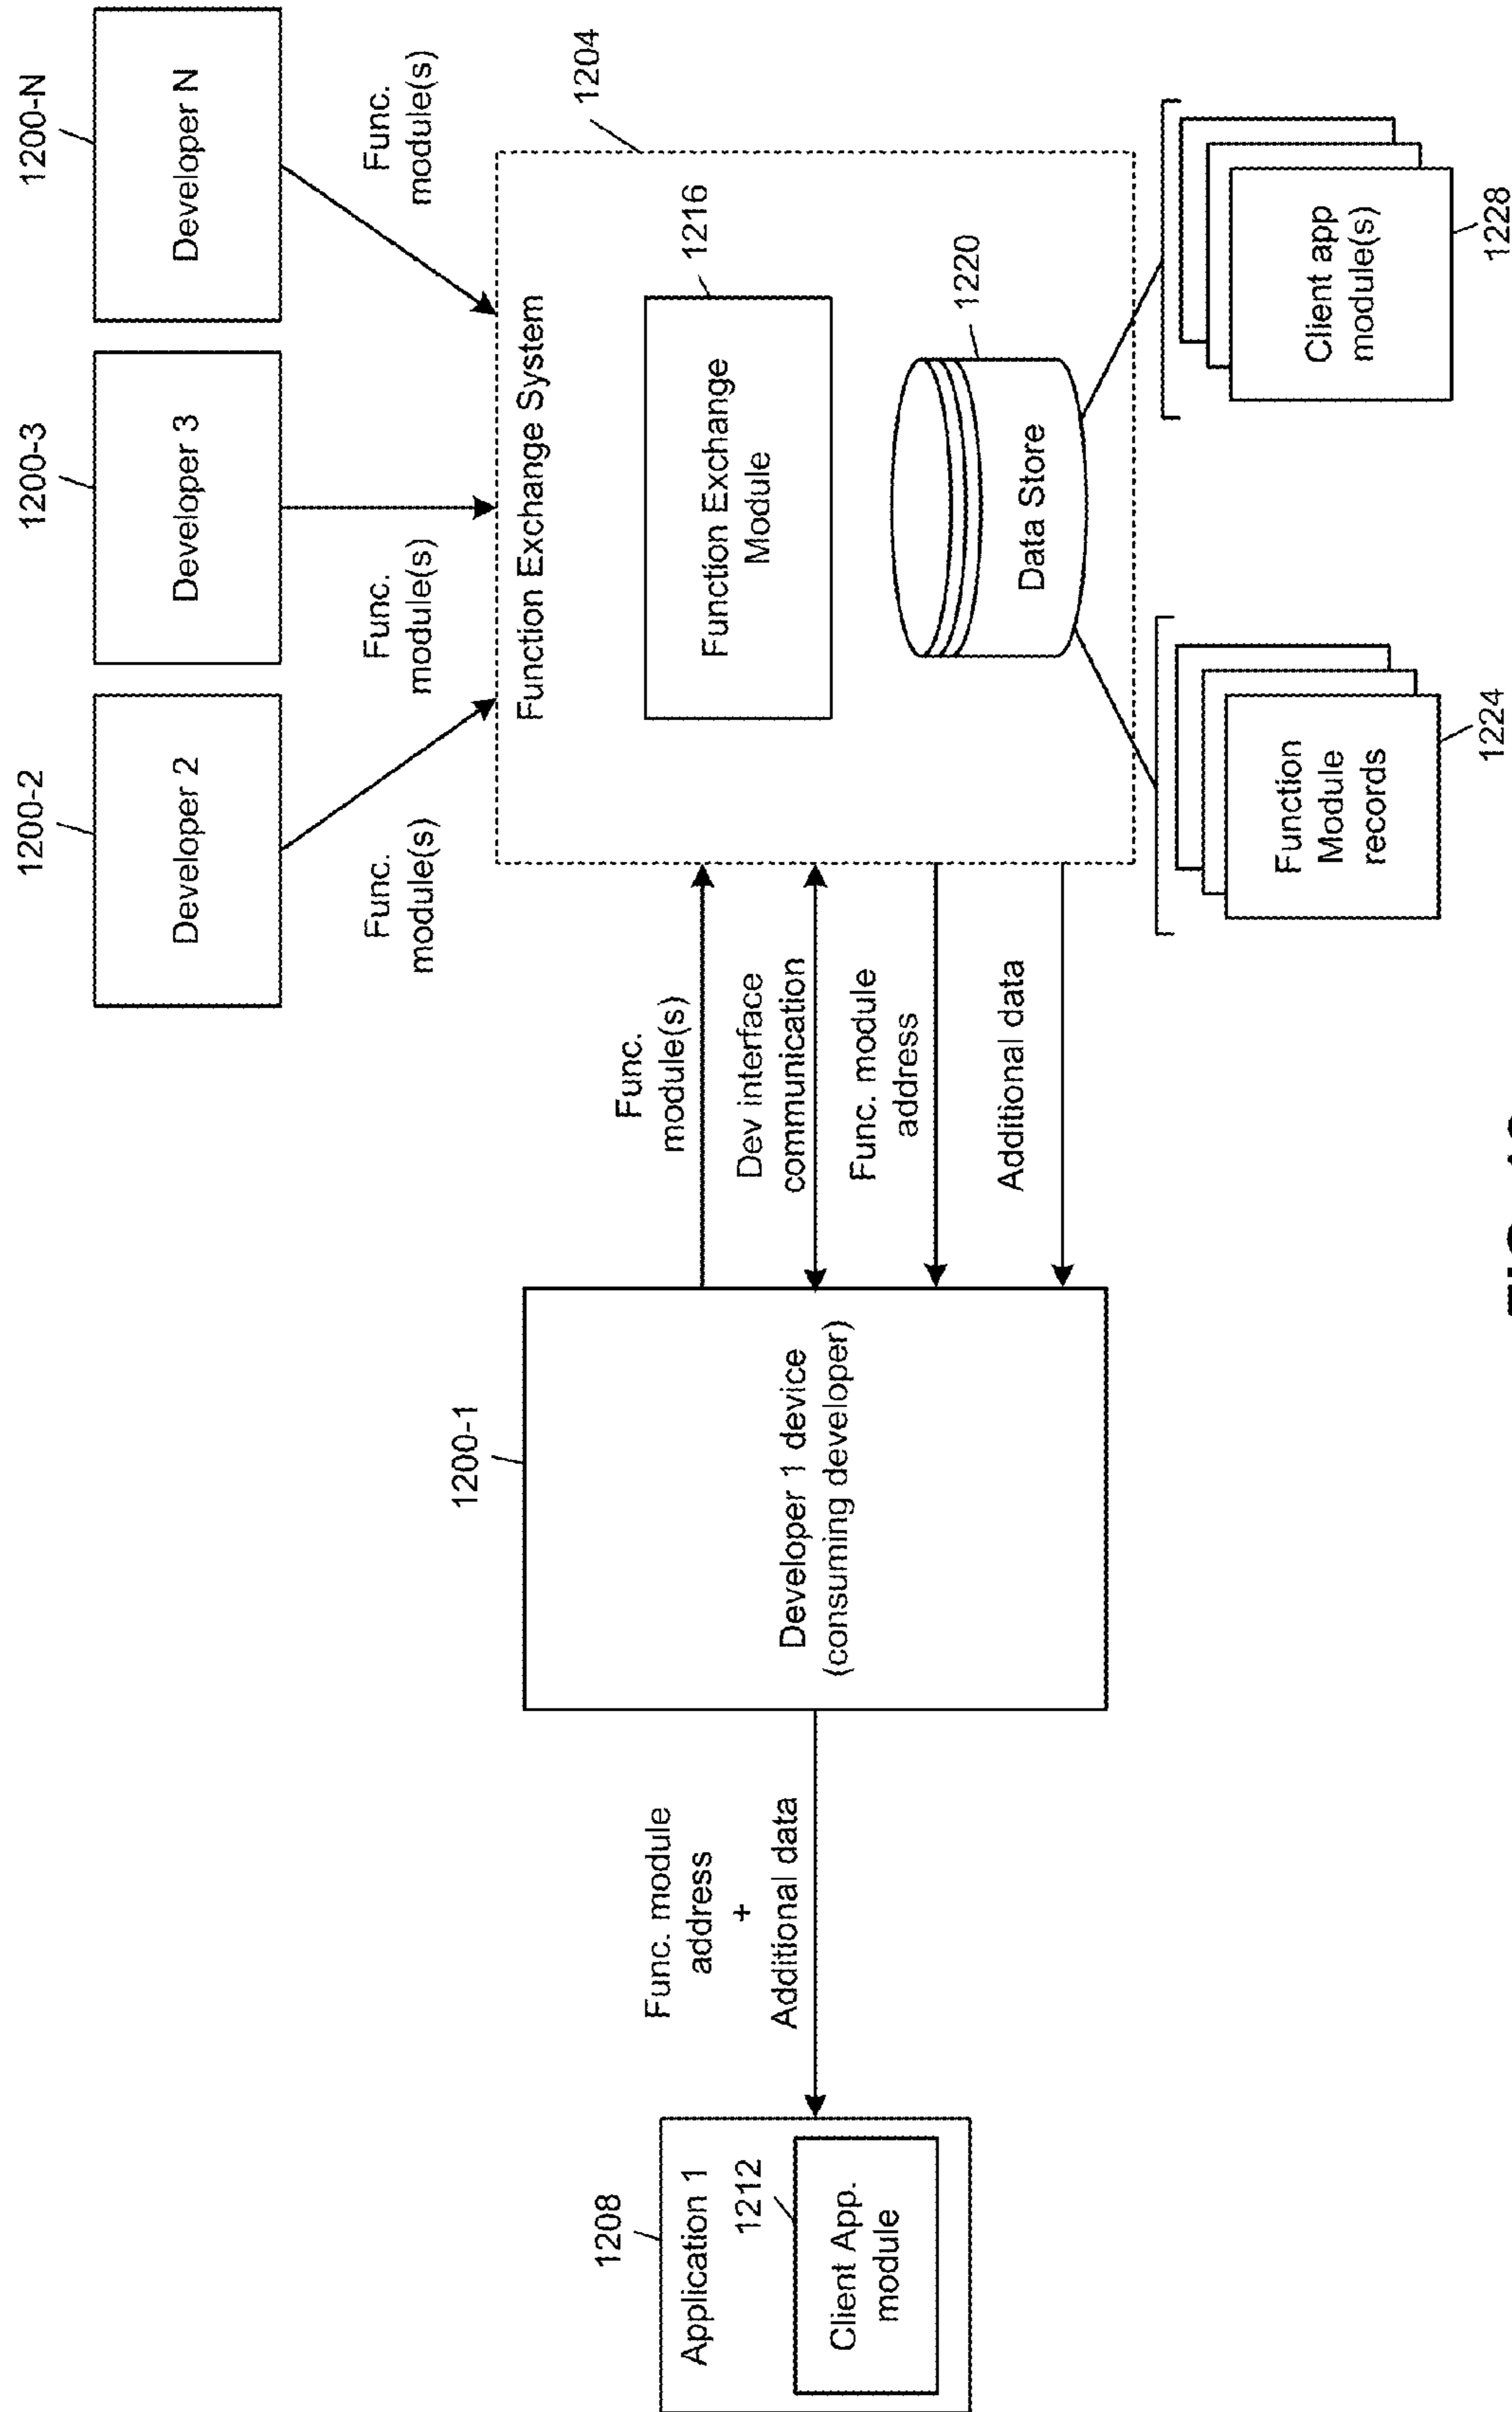 1200-2
Developer 2
1200-3
Developer 3
1200-N
Developer N
Func.
module(s)
Func.
module(s)
Func.
module(s)
1204
Function Exchange System
1216
Function Exchange
Module
1220
Data Store
Function
Module
records
1224
Client app
module(s)
1228
1200-1
Developer 1 device
(consuming developer)
Func.
module(s)
Dev interface
communication
Func. module
address
Additional data
Func. module
address
+
Additional data
1208
Application 1
1212
Client App.
module